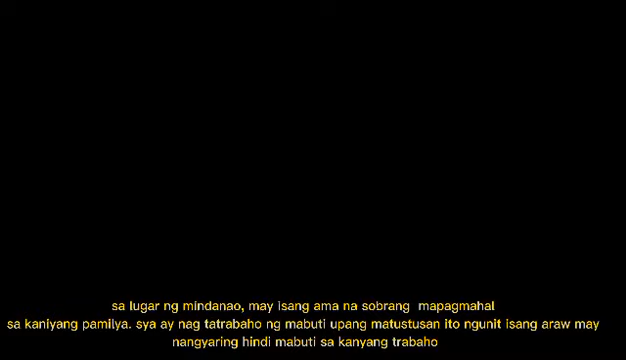 sa lugar ng mindanao, may isang ama na sobrang mapagmahal
sa kaniyang pamilya. sya ay nag tatrabaho ng mabuti upang matustusan ito ngunit isang araw may
nangyaring hindi mabuti sa kanyang trabaho